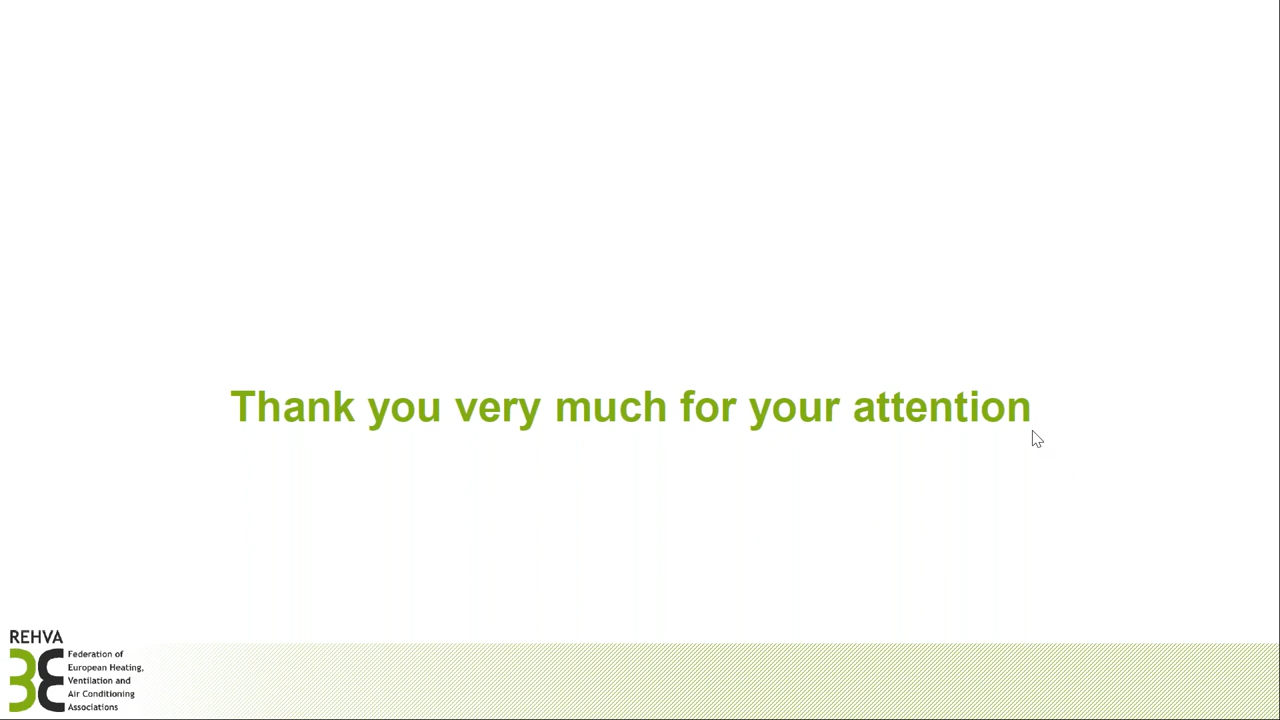 Thank you very much for your attention
REHVA
Federation of
European Heating,
Ventilation and
Air Conditioning
Associations